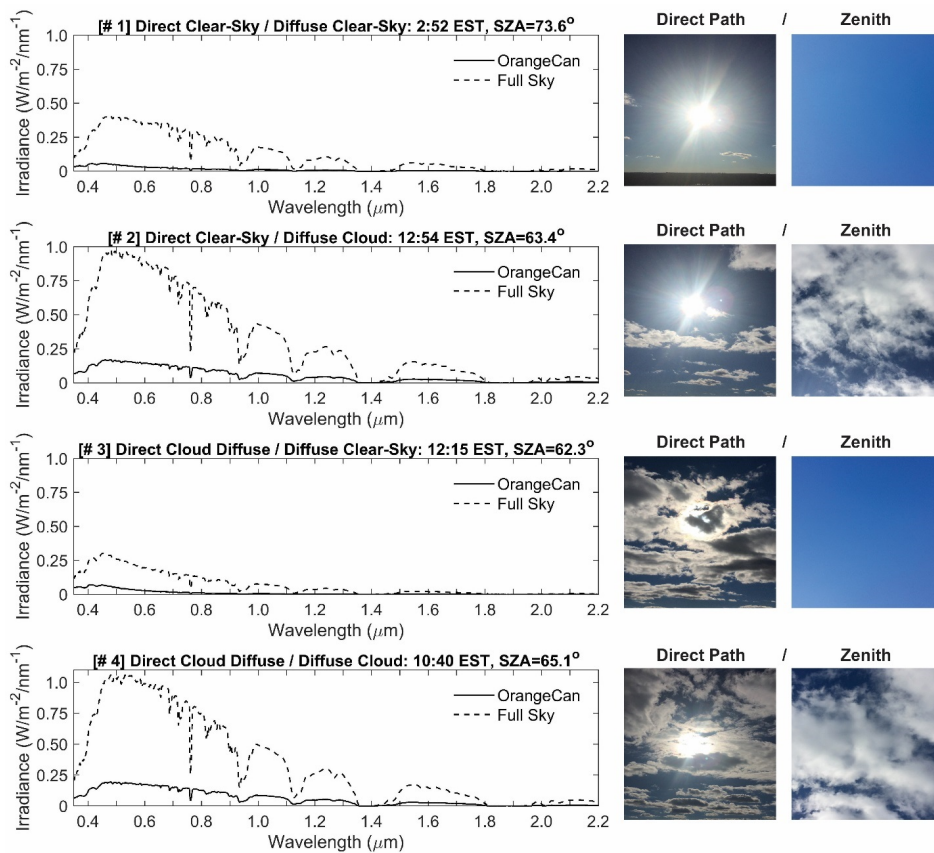 [# 1] Direct Clear-Sky / Diffuse Clear-Sky: 2:52 EST, SZA=73.6°
Direct Path / Zenith
Irradiance (W/m-2/nm-1)
1.0
0.75
0.50
0.25
0
OrangeCan
Full Sky
0.4 0.6 0.8 1.0 1.2 1.4 1.6 1.8 2.0 2.2
Wavelength (μm)
[# 2] Direct Clear-Sky / Diffuse Cloud: 12:54 EST, SZA=63.4°
Direct Path / Zenith
Irradiance (W/m-2/nm-1)
1.0
0.75
0.50
0.25
0
OrangeCan
Full Sky
0.4 0.6 0.8 1.0 1.2 1.4 1.6 1.8 2.0 2.2
Wavelength (μm)
[# 3] Direct Cloud Diffuse / Diffuse Clear-Sky: 12:15 EST, SZA=62.3°
Direct Path / Zenith
Irradiance (W/m-2/nm-1)
1.0
0.75
0.50
0.25
0
OrangeCan
Full Sky
0.4 0.6 0.8 1.0 1.2 1.4 1.6 1.8 2.0 2.2
Wavelength (μm)
[# 4] Direct Cloud Diffuse / Diffuse Cloud: 10:40 EST, SZA=65.1°
Direct Path / Zenith
Irradiance (W/m-2/nm-1)
1.0
0.75
0.50
0.25
0
OrangeCan
Full Sky
0.4 0.6 0.8 1.0 1.2 1.4 1.6 1.8 2.0 2.2
Wavelength (μm)